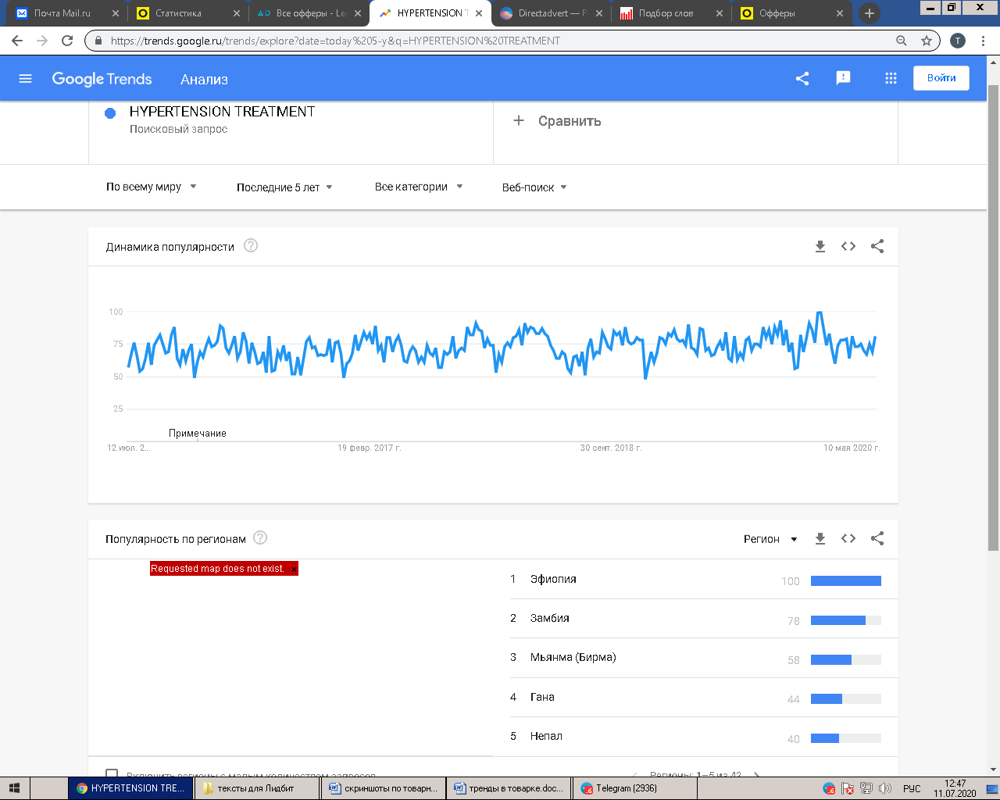 Почта Mail.ru
Статистика
Все офферы - Le
HYPERTENSION T
Directadvert — Р
Подбор слов
Офферы
https://trends.google.ru/trends/explore?date=today%205-y&q=HYPERTENSION%20TREATMENT
T
Google Trends
Анализ
Войти
HYPERTENSION TREATMENT
Поисковый запрос
+ Сравнить
По всему миру
Последние 5 лет
Все категории
Веб-поиск
Динамика популярности
100
75
50
25
Примечание
12 июл. 2...
19 февр. 2017 г.
30 сент. 2018 г.
10 мая 2020 г.
Популярность по регионам
Регион
Requested map does not exist. ×
1 Эфиопия 100
2 Замбия 78
3 Мьянма (Бирма) 58
4 Гана 44
5 Непал 40
Включить регионы с малым количеством запросов
Регионы: 1–5 из 42
HYPERTENSION TRE...
тексты для Лидбит
скриншоты по товарн...
тренды в товарке.doc...
Telegram (2936)
РУС
12:47
11.07.2020